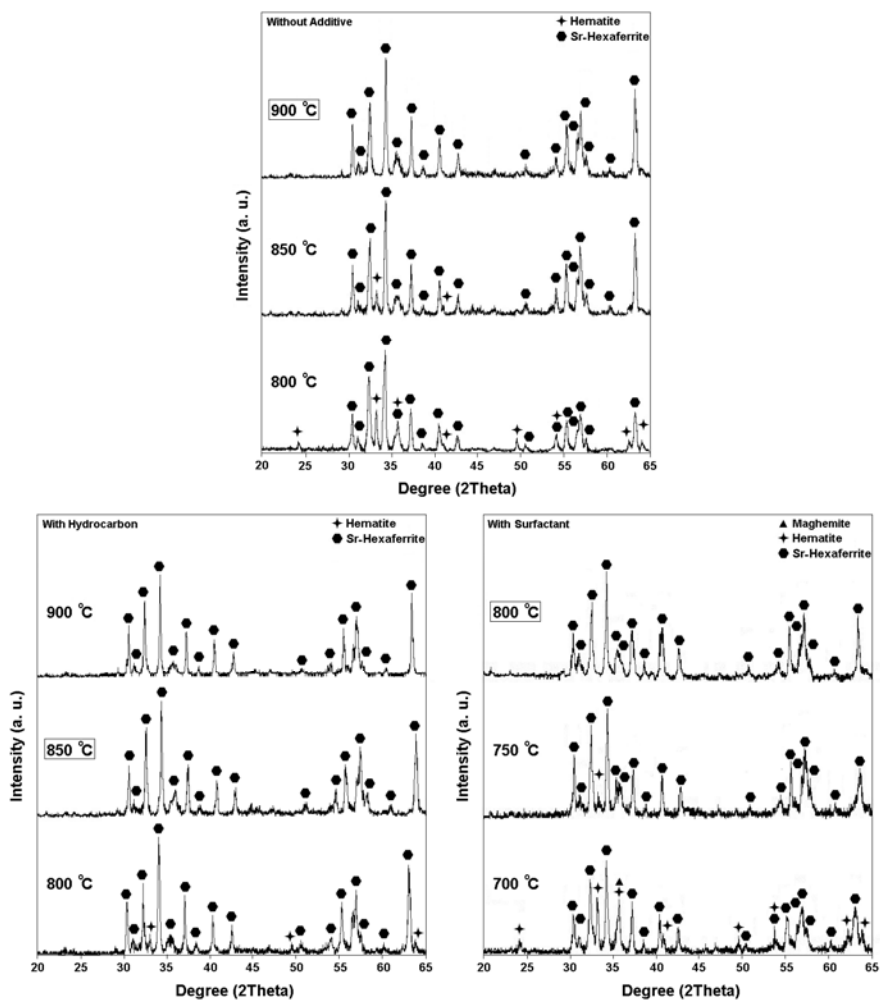 Without Additive
Hematite
Sr-Hexaferrite
900 °C
850 °C
800 °C
Intensity (a. u.)
20 25 30 35 40 45 50 55 60 65
Degree (2Theta)
With Hydrocarbon
Hematite
Sr-Hexaferrite
900 °C
850 °C
800 °C
Intensity (a. u.)
20 25 30 35 40 45 50 55 60 65
Degree (2Theta)
With Surfactant
Maghemite
Hematite
Sr-Hexaferrite
800 °C
750 °C
700 °C
Intensity (a. u.)
20 25 30 35 40 45 50 55 60 65
Degree (2Theta)